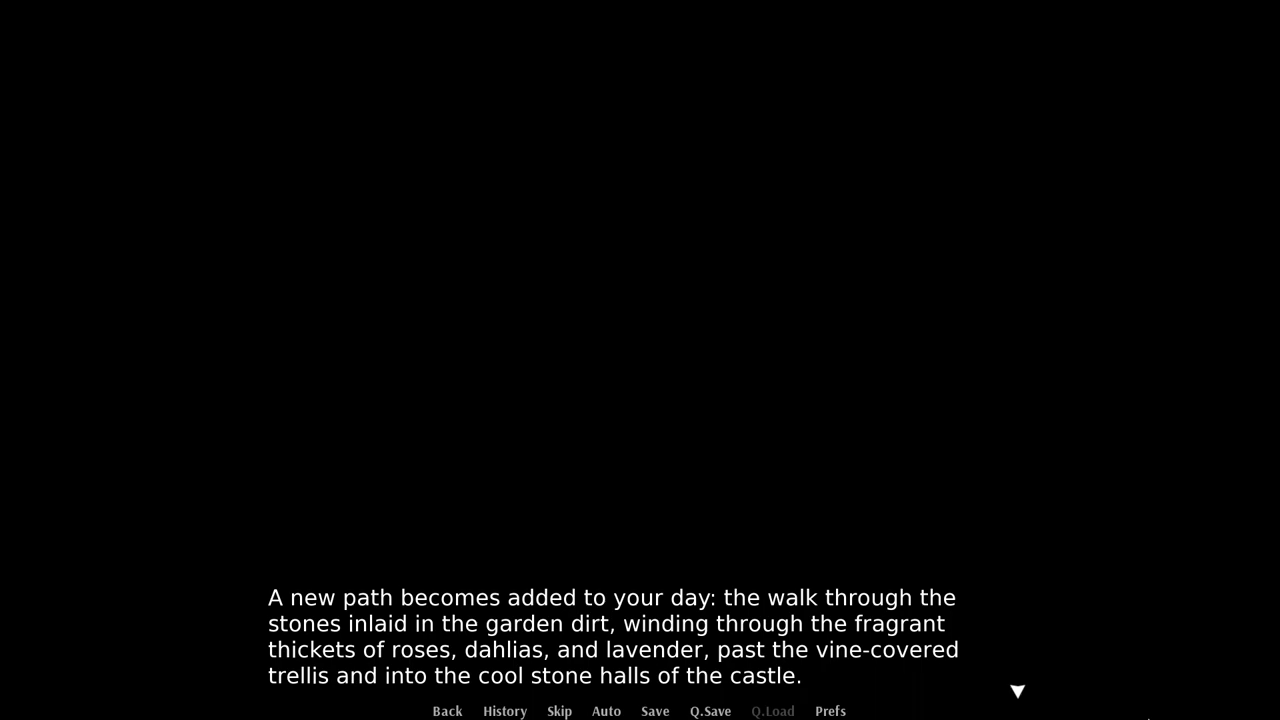 A new path becomes added to your day: the walk through the
stones inlaid in the garden dirt, winding through the fragrant
thickets of roses, dahlias, and lavender, past the vine-covered
trellis and into the cool stone halls of the castle.
Back History Skip Auto Save Q.Save Q.Load Prefs